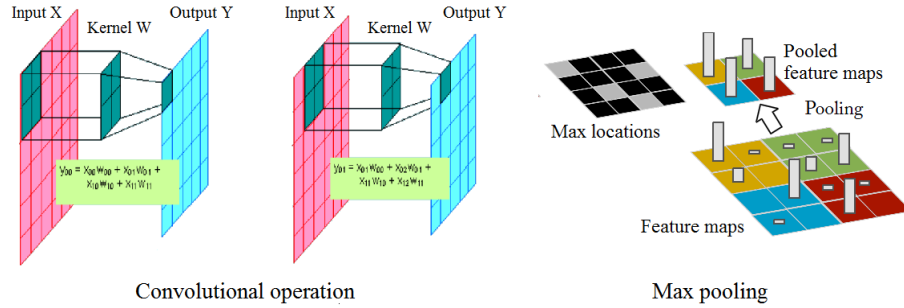 Input X
Output Y
Kernel W
y00 = x00w00 + x01w01 +
x10w10 + x11w11
Input X
Output Y
Kernel W
y01 = x01w00 + x02w01 +
x11w10 + x12w11
Convolutional operation
Pooled
feature maps
Pooling
Max locations
Feature maps
Max pooling